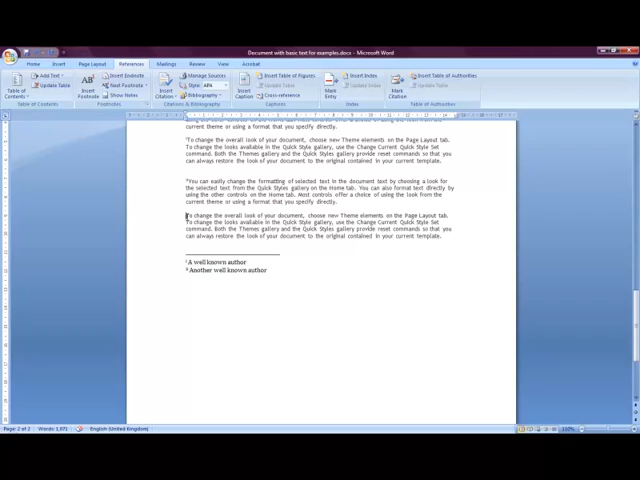 Document with basic text for examples.docx - Microsoft Word
Home Insert Page Layout References Mailings Review View Acrobat
Table of Contents
Add Text
Update Table
Insert Footnote
Insert Endnote
Next Footnote
Show Notes
Insert Citation
Manage Sources
Style: APA
Bibliography
Insert Caption
Insert Table of Figures
Update Table
Cross-reference
Mark Entry
Insert Index
Update Index
Mark Citation
Insert Table of Authorities
Update Table
Table of Contents Footnotes Citations & Bibliography Captions Index Table of Authorities
current theme or using a format that you specify directly.
To change the overall look of your document, choose new Theme elements on the Page Layout tab.
To change the looks available in the Quick Style gallery, use the Change Current Quick Style Set
command. Both the Themes gallery and the Quick Styles gallery provide reset commands so that you
can always restore the look of your document to the original contained in your current template.
You can easily change the formatting of selected text in the document text by choosing a look for
the selected text from the Quick Styles gallery on the Home tab. You can also format text directly by
using the other controls on the Home tab. Most controls offer a choice of using the look from the
current theme or using a format that you specify directly.
To change the overall look of your document, choose new Theme elements on the Page Layout tab.
To change the looks available in the Quick Style gallery, use the Change Current Quick Style Set
command. Both the Themes gallery and the Quick Styles gallery provide reset commands so that you
can always restore the look of your document to the original contained in your current template.
i A well known author
ii Another well known author
Page: 2 of 2 Words: 1,071 English (United Kingdom) 110%